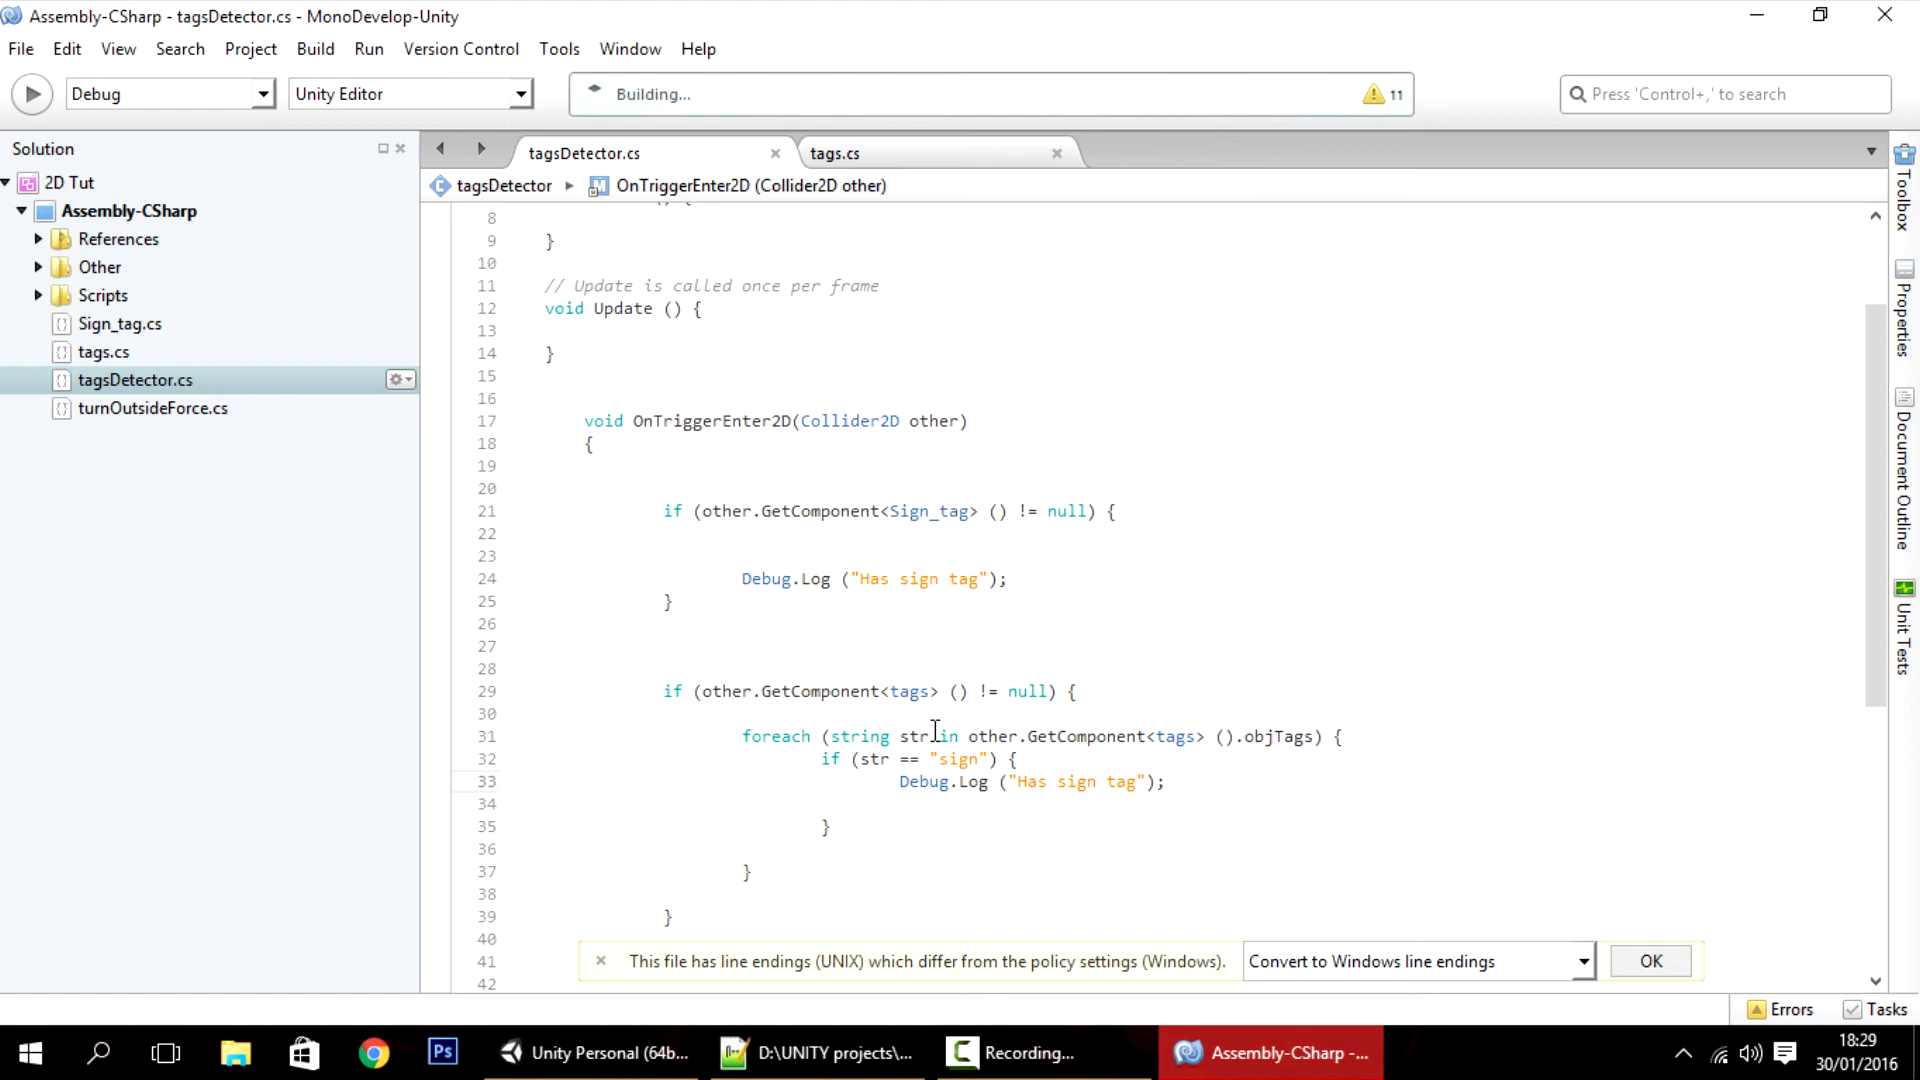 Assembly-CSharp - tagsDetector.cs - MonoDevelop-Unity
File Edit View Search Project Build Run Version Control Tools Window Help
Debug Unity Editor Building... 11 Press 'Control+,' to search
Solution
2D Tut
Assembly-CSharp
References
Other
Scripts
Sign_tag.cs
tags.cs
tagsDetector.cs
turnOutsideForce.cs
tagsDetector.cs tags.cs
tagsDetector OnTriggerEnter2D (Collider2D other)
8
9 }
10
11 // Update is called once per frame
12 void Update () {
13
14 }
15
16
17 void OnTriggerEnter2D(Collider2D other)
18 {
19
20
21 if (other.GetComponent<Sign_tag> () != null) {
22
23
24 Debug.Log ("Has sign tag");
25 }
26
27
28
29 if (other.GetComponent<tags> () != null) {
30
31 foreach (string str in other.GetComponent<tags> ().objTags) {
32 if (str == "sign") {
33 Debug.Log ("Has sign tag");
34
35 }
36
37 }
38
39 }
40
41
42
This file has line endings (UNIX) which differ from the policy settings (Windows). Convert to Windows line endings OK
Toolbox
Properties
Document Outline
Unit Tests
Errors Tasks
Ps Unity Personal (64b... D:\UNITY projects\... Recording... Assembly-CSharp -...
18:29
30/01/2016